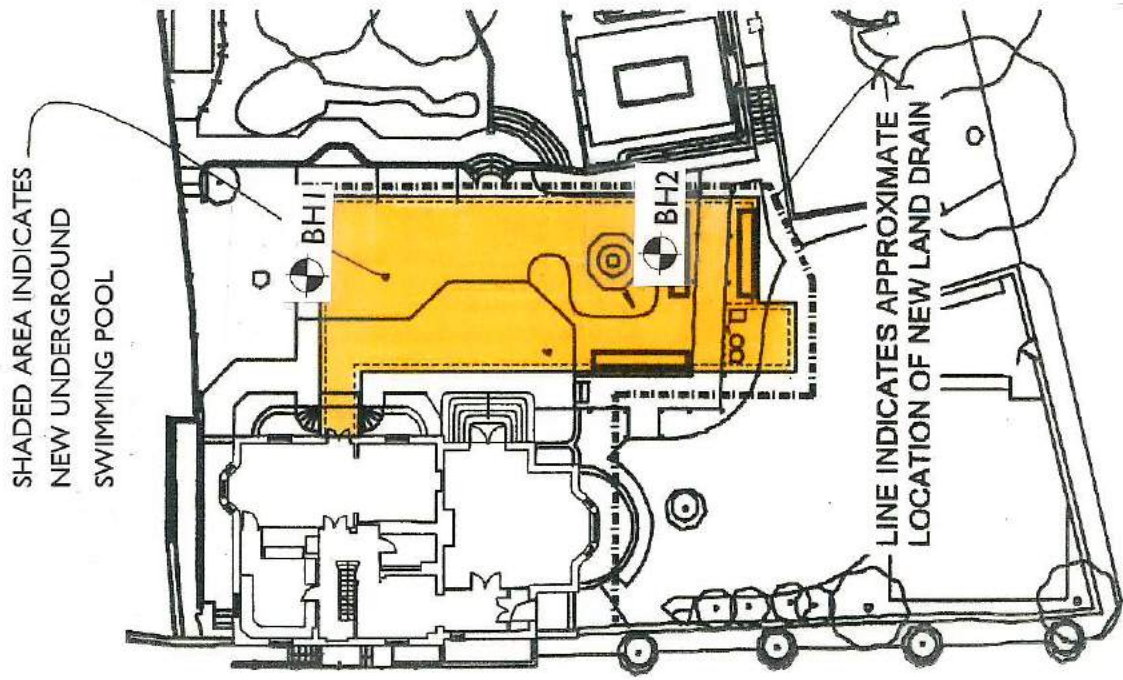 SHADED AREA INDICATES
NEW UNDERGROUND
SWIMMING POOL
BH1
BH2
LINE INDICATES APPROXIMATE
LOCATION OF NEW LAND DRAIN